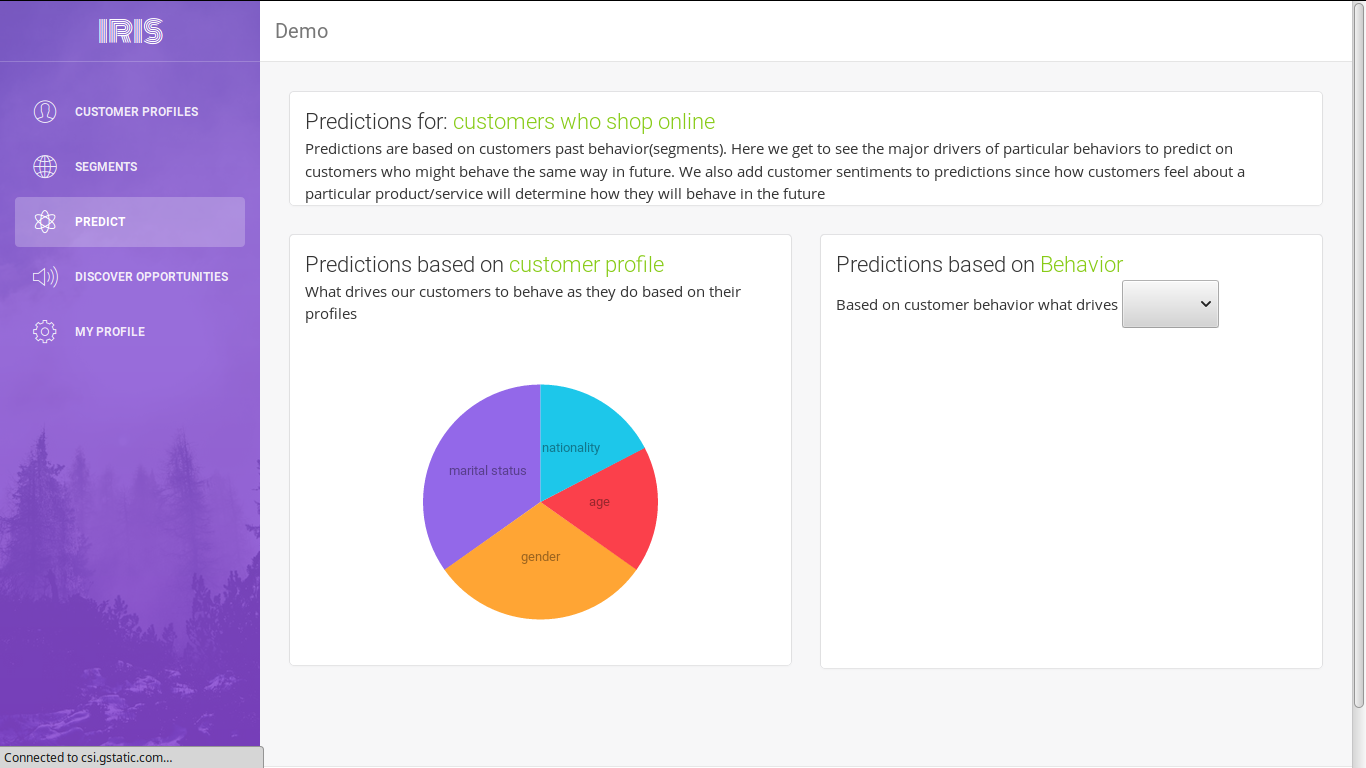 IRIS
Demo
CUSTOMER PROFILES
SEGMENTS
PREDICT
DISCOVER OPPORTUNITIES
MY PROFILE
Predictions for: customers who shop online
Predictions are based on customers past behavior(segments). Here we get to see the major drivers of particular behaviors to predict on
customers who might behave the same way in future. We also add customer sentiments to predictions since how customers feel about a
particular product/service will determine how they will behave in the future
Predictions based on customer profile
What drives our customers to behave as they do based on their
profiles
nationality
marital status
age
gender
Predictions based on Behavior
Based on customer behavior what drives
Connected to csi.gstatic.com...